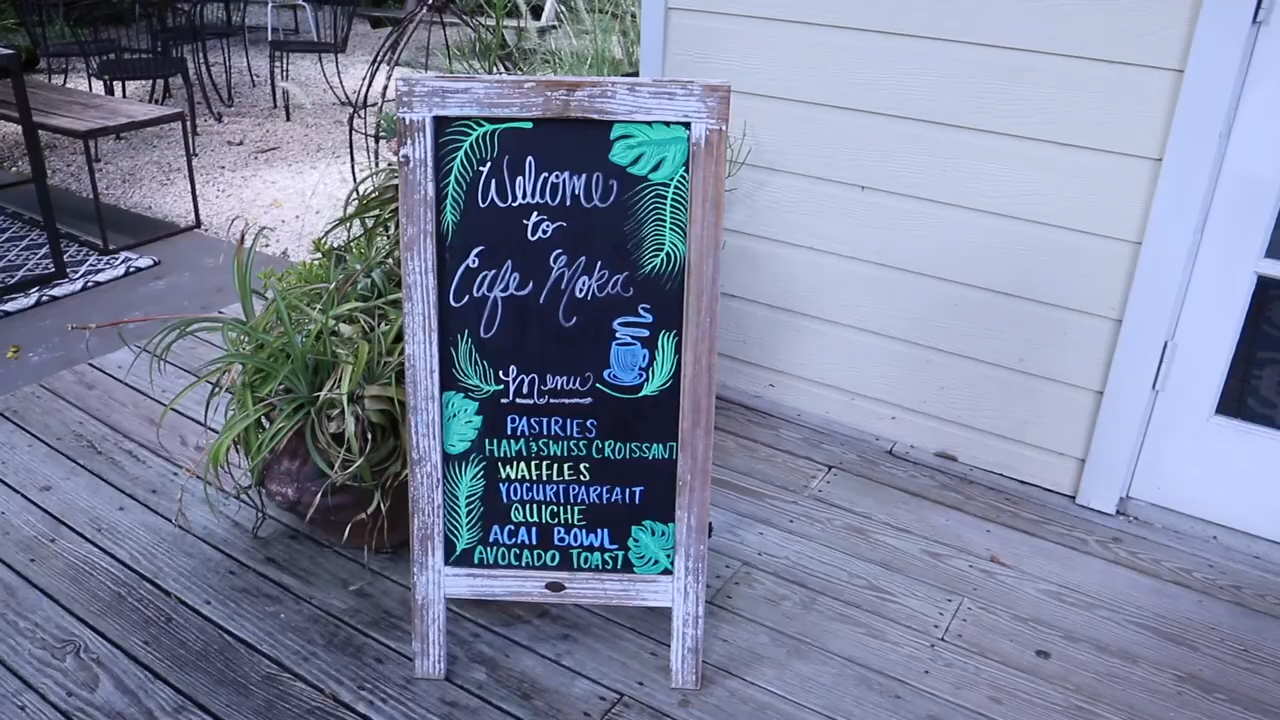 Welcome
to
Cafe Moka
Menu
PASTRIES
HAM & SWISS CROISSANT
WAFFLES
YOGURT PARFAIT
QUICHE
ACAI BOWL
AVOCADO TOAST